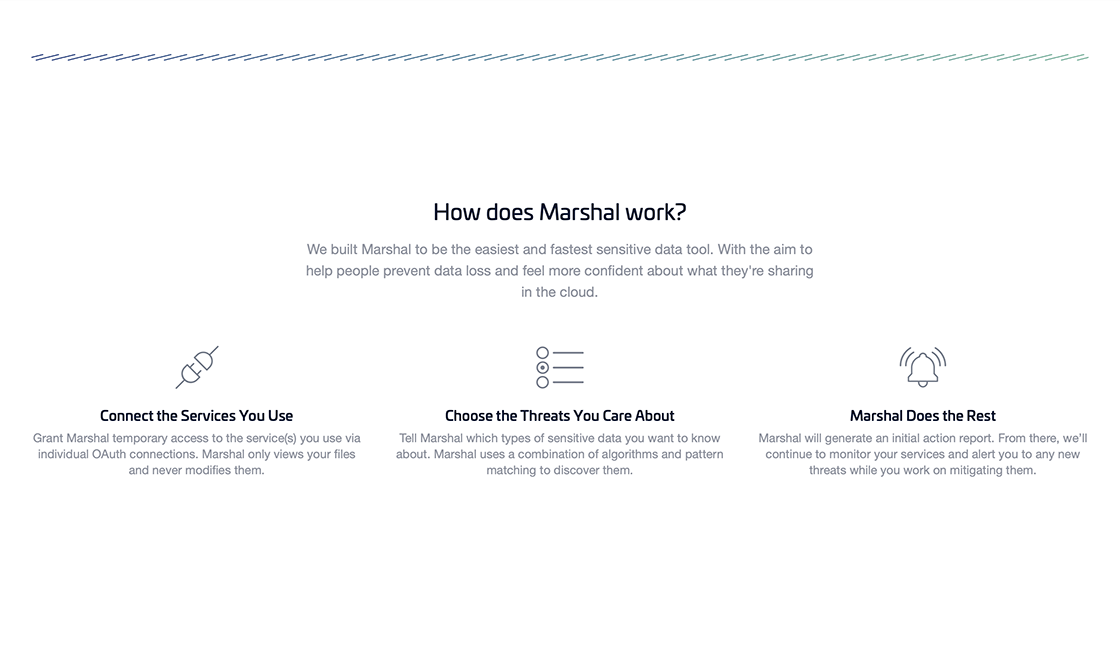 How does Marshal work?
We built Marshal to be the easiest and fastest sensitive data tool. With the aim to
help people prevent data loss and feel more confident about what they're sharing
in the cloud.
Connect the Services You Use
Grant Marshal temporary access to the service(s) you use via
individual OAuth connections. Marshal only views your files
and never modifies them.
Choose the Threats You Care About
Tell Marshal which types of sensitive data you want to know
about. Marshal uses a combination of algorithms and pattern
matching to discover them.
Marshal Does the Rest
Marshal will generate an initial action report. From there, we'll
continue to monitor your services and alert you to any new
threats while you work on mitigating them.